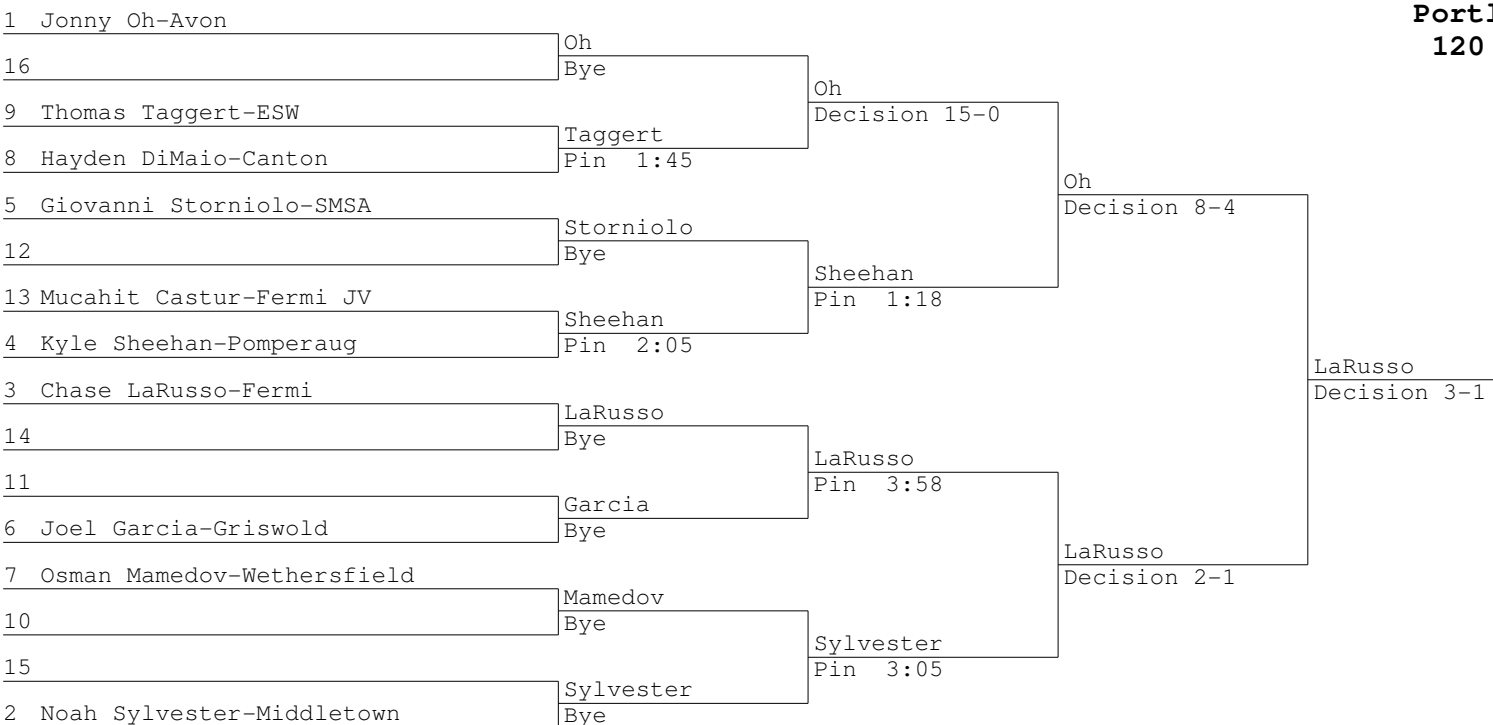 1 Jonny Oh-Avon
16
9 Thomas Taggert-ESW
8 Hayden DiMaio-Canton
5 Giovanni Storniolo-SMSA
12
13 Mucahit Castur-Fermi JV
4 Kyle Sheehan-Pomperaug
3 Chase LaRusso-Fermi
14
11
6 Joel Garcia-Griswold
7 Osman Mamedov-Wethersfield
10
15
2 Noah Sylvester-Middletown
Oh
Bye
Taggert
Pin 1:45
Storniolo
Bye
Sheehan
Pin 2:05
LaRusso
Bye
Garcia
Bye
Mamedov
Bye
Sylvester
Bye
Oh
Decision 15-0
Sheehan
Pin 1:18
LaRusso
Pin 3:58
Sylvester
Pin 3:05
Oh
Decision 8-4
LaRusso
Decision 2-1
LaRusso
Decision 3-1
120